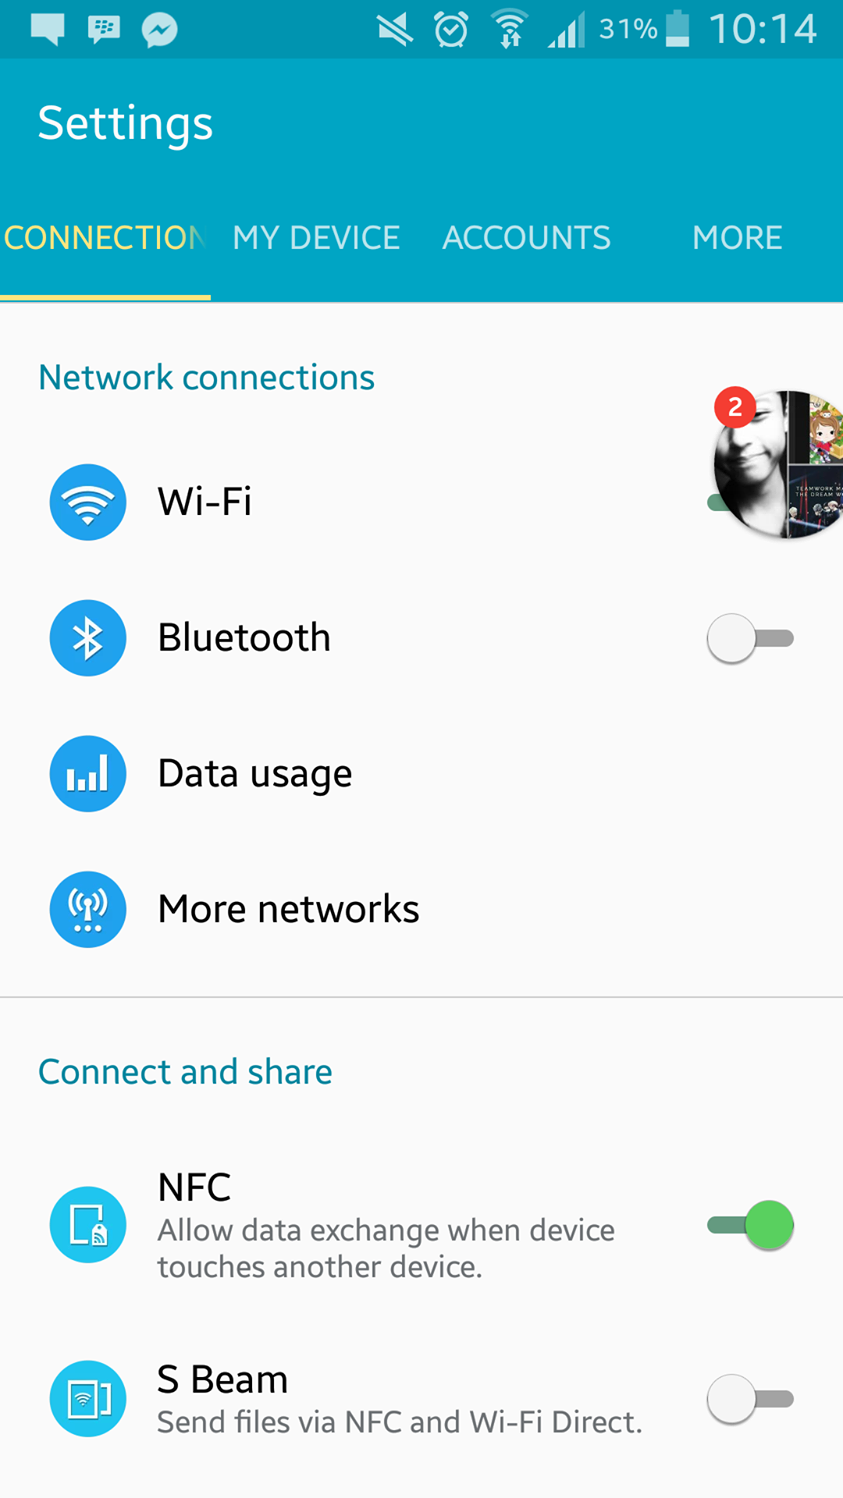 31% 10:14
Settings
CONNECTION MY DEVICE ACCOUNTS MORE
Network connections
2
TEAMWORK
THE DREAM
Wi-Fi
Bluetooth
Data usage
More networks
Connect and share
NFC
Allow data exchange when device
touches another device.
S Beam
Send files via NFC and Wi-Fi Direct.